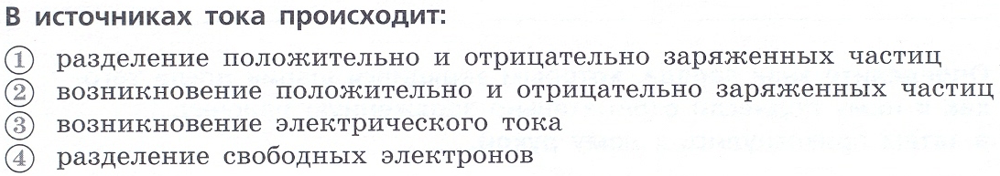 В источниках тока происходит:
1 разделение положительно и отрицательно заряженных частиц
2 возникновение положительно и отрицательно заряженных частиц
3 возникновение электрического тока
4 разделение свободных электронов